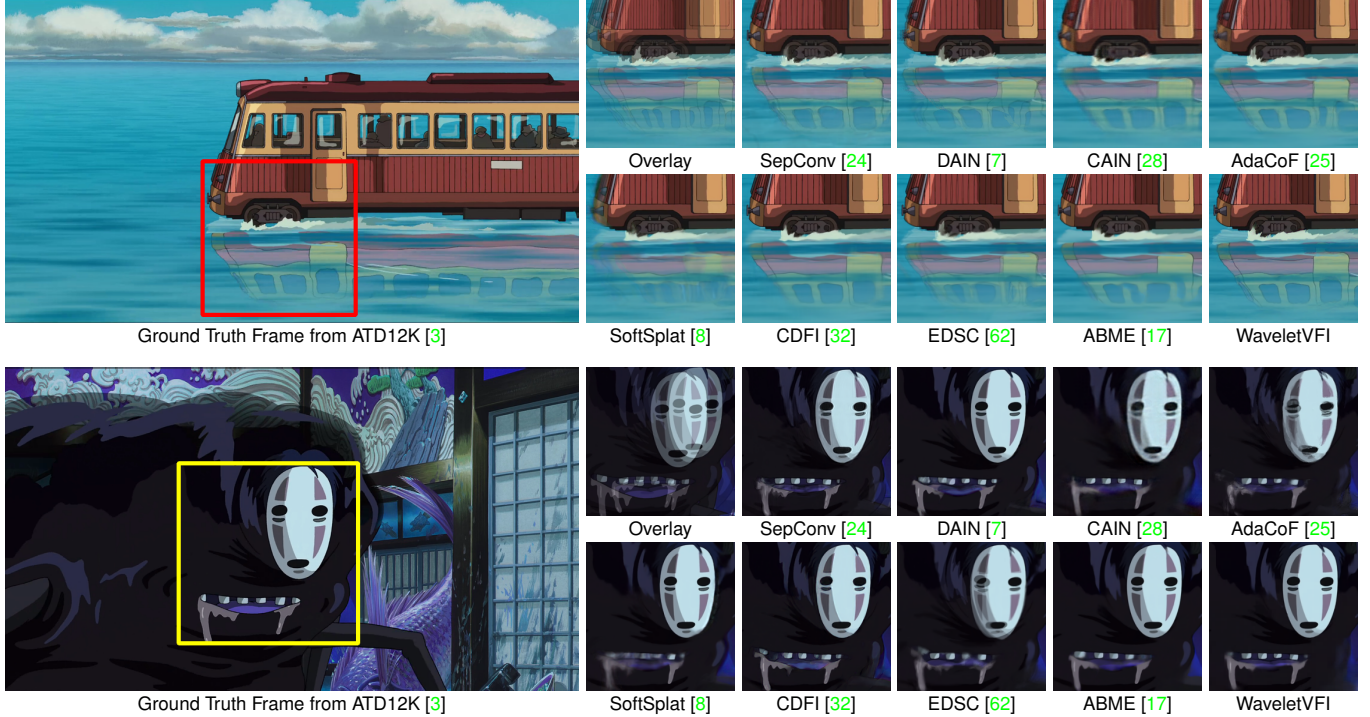 Overlay
SepConv [24]
DAIN [7]
CAIN [28]
AdaCoF [25]
Ground Truth Frame from ATD12K [3]
SoftSplat [8]
CDFI [32]
EDSC [62]
ABME [17]
WaveletVFI
Overlay
SepConv [24]
DAIN [7]
CAIN [28]
AdaCoF [25]
Ground Truth Frame from ATD12K [3]
SoftSplat [8]
CDFI [32]
EDSC [62]
ABME [17]
WaveletVFI